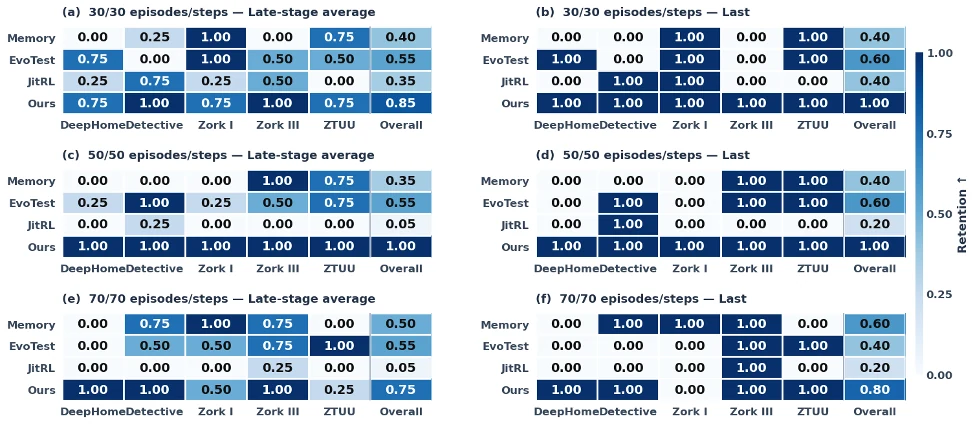 (a) 30/30 episodes/steps — Late-stage average
Memory 0.00 0.25 1.00 0.00 0.75 0.40
EvoTest 0.75 0.00 1.00 0.50 0.50 0.55
JitRL 0.25 0.75 0.25 0.50 0.00 0.35
Ours 0.75 1.00 0.75 1.00 0.75 0.85
DeepHome Detective Zork I Zork III ZTUU Overall
(b) 30/30 episodes/steps — Last
0.00 0.00 1.00 0.00 1.00 0.40
1.00 0.00 1.00 0.00 1.00 0.60
0.00 1.00 1.00 0.00 0.00 0.40
1.00 1.00 1.00 1.00 1.00 1.00
DeepHome Detective Zork I Zork III ZTUU Overall
(c) 50/50 episodes/steps — Late-stage average
Memory 0.00 0.00 0.00 1.00 0.75 0.35
EvoTest 0.25 1.00 0.25 0.50 0.75 0.55
JitRL 0.00 0.25 0.00 0.00 0.00 0.05
Ours 1.00 1.00 1.00 1.00 1.00 1.00
DeepHome Detective Zork I Zork III ZTUU Overall
(d) 50/50 episodes/steps — Last
0.00 0.00 0.00 1.00 1.00 0.40
0.00 1.00 0.00 1.00 1.00 0.60
0.00 1.00 0.00 0.00 0.00 0.20
1.00 1.00 1.00 1.00 1.00 1.00
DeepHome Detective Zork I Zork III ZTUU Overall
(e) 70/70 episodes/steps — Late-stage average
Memory 0.00 0.75 1.00 0.75 0.00 0.50
EvoTest 0.00 0.50 0.50 0.75 1.00 0.55
JitRL 0.00 0.00 0.00 0.25 0.00 0.05
Ours 1.00 1.00 0.50 1.00 0.25 0.75
DeepHome Detective Zork I Zork III ZTUU Overall
(f) 70/70 episodes/steps — Last
0.00 1.00 1.00 1.00 0.00 0.60
0.00 0.00 0.00 1.00 1.00 0.40
0.00 0.00 0.00 1.00 0.00 0.20
1.00 1.00 0.00 1.00 1.00 0.80
DeepHome Detective Zork I Zork III ZTUU Overall
1.00
0.75
0.50
0.25
0.00
Retention ↑